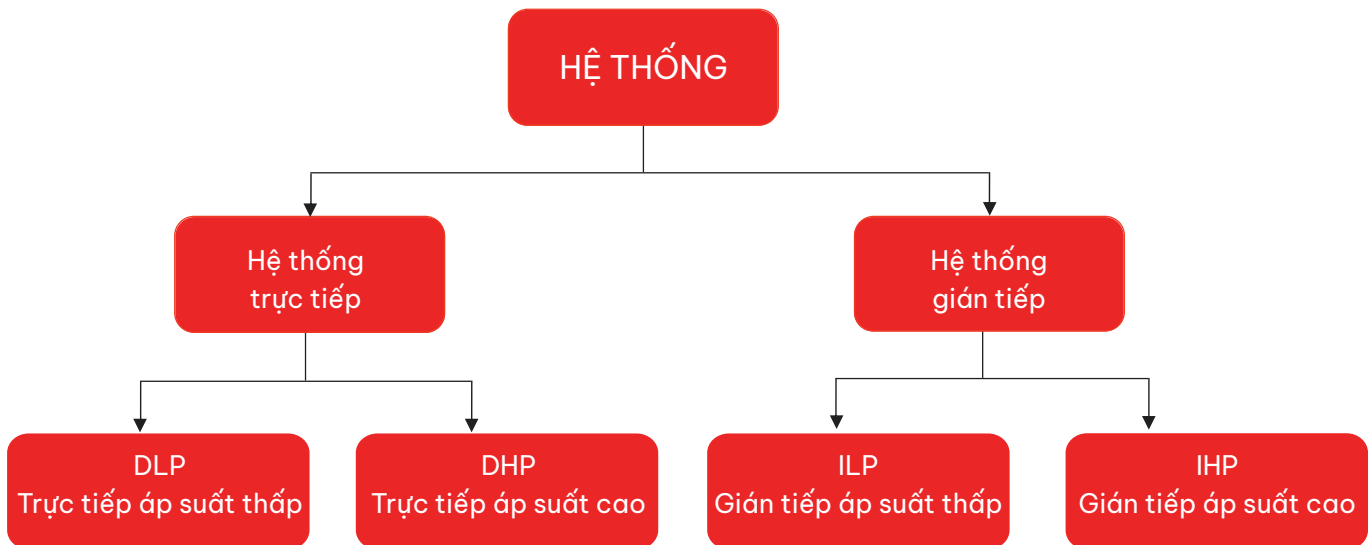 HỆ THỐNG
Hệ thống
trực tiếp
Hệ thống
gián tiếp
DLP
Trực tiếp áp suất thấp
DHP
Trực tiếp áp suất cao
ILP
Gián tiếp áp suất thấp
IHP
Gián tiếp áp suất cao